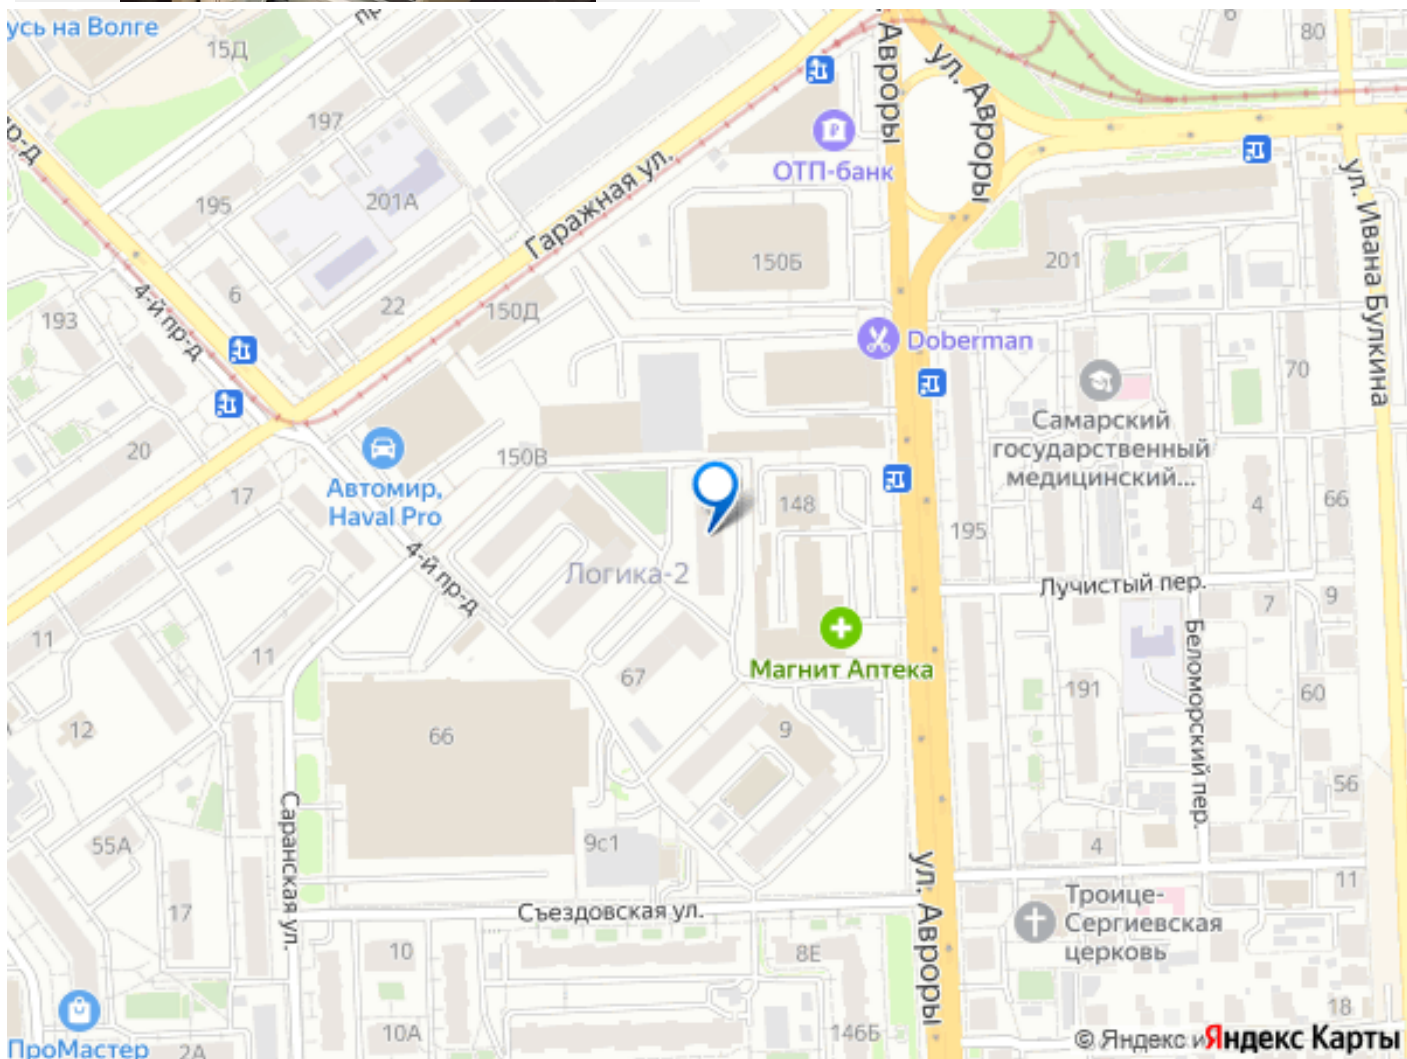 усь на Волге
15Д
Авроры
ул. Авроры
6
80
197
пр-д
ОТП-банк
195
201А
Гаражная ул.
150Б
201
ул. Ивана Булкина
193
4-й пр-д
6
22
150Д
Doberman
70
Самарский
государственный
медицинский...
20
150В
17
Автомир,
Haval Pro
148
195
4
66
4-й пр-д
Логика-2
Лучистый пер.
7
9
11
11
Магнит Аптека
67
191
Беломорский пер.
60
12
66
9
56
Саранская ул.
55А
9с1
4
ул. Авроры
11
17
Съездовская ул.
Троице-
Сергиевская
церковь
10
8Е
18
ПроМастер
2А
10А
146Б
© Яндекс и
Яндекс Карты